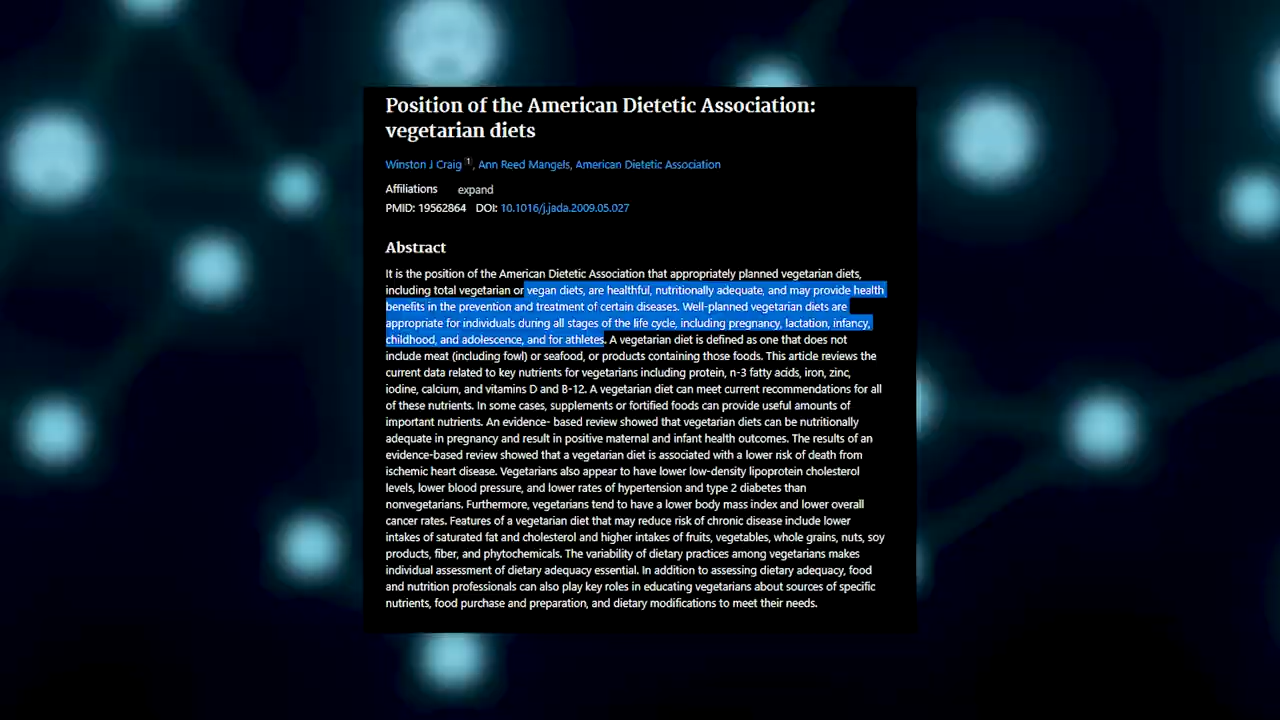 Position of the American Dietetic Association:
vegetarian diets
Winston J Craig 1, Ann Reed Mangels, American Dietetic Association
Affiliations expand
PMID: 19562864 DOI: 10.1016/j.jada.2009.05.027
Abstract
It is the position of the American Dietetic Association that appropriately planned vegetarian diets,
including total vegetarian or vegan diets, are healthful, nutritionally adequate, and may provide health
benefits in the prevention and treatment of certain diseases. Well-planned vegetarian diets are
appropriate for individuals during all stages of the life cycle, including pregnancy, lactation, infancy,
childhood, and adolescence, and for athletes. A vegetarian diet is defined as one that does not
include meat (including fowl) or seafood, or products containing those foods. This article reviews the
current data related to key nutrients for vegetarians including protein, n-3 fatty acids, iron, zinc,
iodine, calcium, and vitamins D and B-12. A vegetarian diet can meet current recommendations for all
of these nutrients. In some cases, supplements or fortified foods can provide useful amounts of
important nutrients. An evidence- based review showed that vegetarian diets can be nutritionally
adequate in pregnancy and result in positive maternal and infant health outcomes. The results of an
evidence-based review showed that a vegetarian diet is associated with a lower risk of death from
ischemic heart disease. Vegetarians also appear to have lower low-density lipoprotein cholesterol
levels, lower blood pressure, and lower rates of hypertension and type 2 diabetes than
nonvegetarians. Furthermore, vegetarians tend to have a lower body mass index and lower overall
cancer rates. Features of a vegetarian diet that may reduce risk of chronic disease include lower
intakes of saturated fat and cholesterol and higher intakes of fruits, vegetables, whole grains, nuts, soy
products, fiber, and phytochemicals. The variability of dietary practices among vegetarians makes
individual assessment of dietary adequacy essential. In addition to assessing dietary adequacy, food
and nutrition professionals can also play key roles in educating vegetarians about sources of specific
nutrients, food purchase and preparation, and dietary modifications to meet their needs.